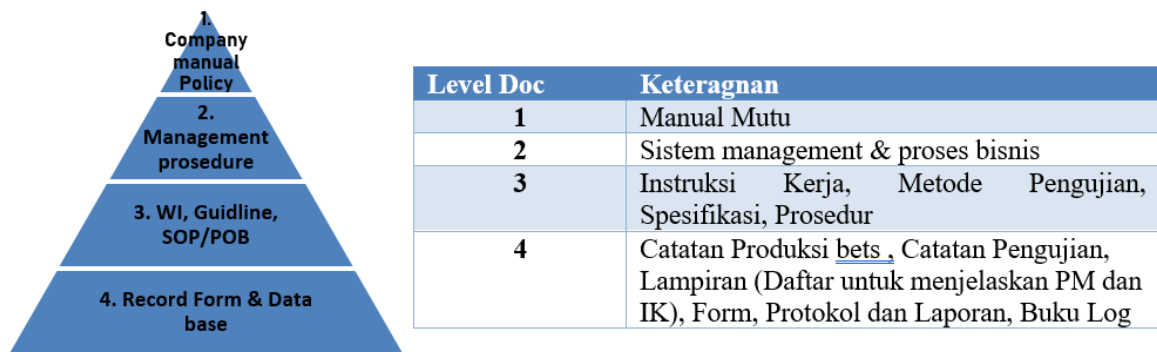 1.
Company
manual
Policy
2.
Management
prosedure
3. WI, Guidline,
SOP/POB
4. Record Form & Data
base
Level Doc Keteragnan
1 Manual Mutu
2 Sistem management & proses bisnis
3 Instruksi Kerja, Metode Pengujian,
Spesifikasi, Prosedur
4 Catatan Produksi bets , Catatan Pengujian,
Lampiran (Daftar untuk menjelaskan PM dan
IK), Form, Protokol dan Laporan, Buku Log